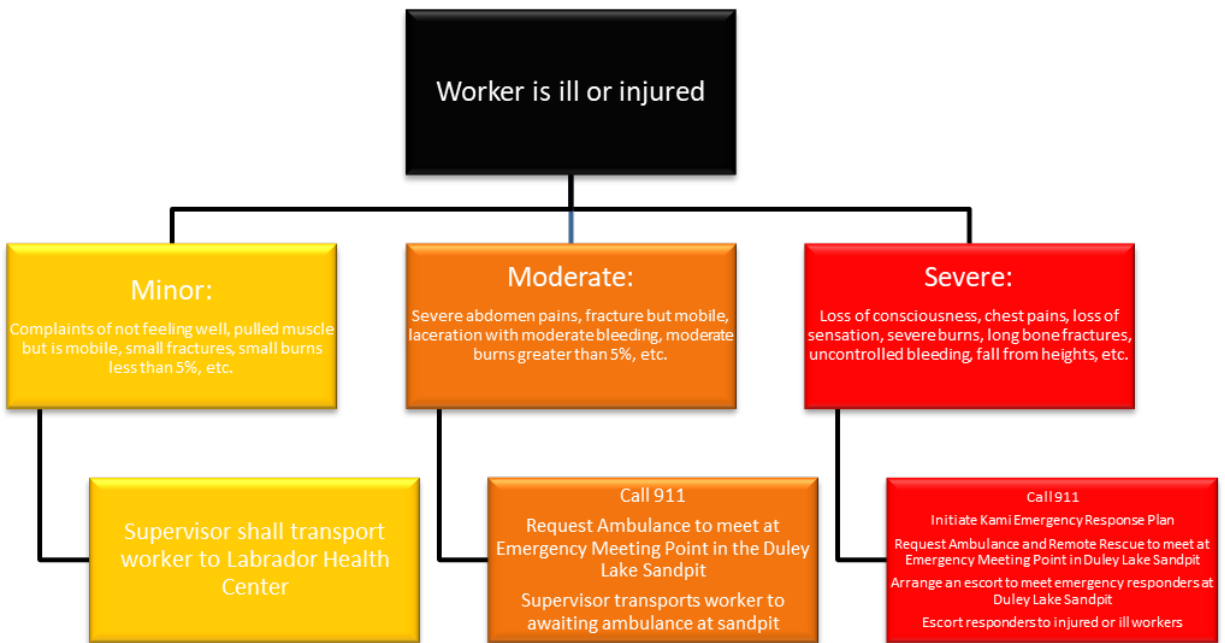 Worker is ill or injured
Minor:
Complaints of not feeling well, pulled muscle
but is mobile, small fractures, small burns
less than 5%, etc.
Moderate:
Severe abdomen pains, fracture but mobile,
laceration with moderate bleeding, moderate
burns greater than 5%, etc.
Severe:
Loss of consciousness, chest pains, loss of
sensation, severe burns, long bone fractures,
uncontrolled bleeding, fall from heights, etc.
Supervisor shall transport
worker to Labrador Health
Center
Call 911
Request Ambulance to meet at
Emergency Meeting Point in the Duley
Lake Sandpit
Supervisor transports worker to
awaiting ambulance at sandpit
Call 911
Initiate Kami Emergency Response Plan
Request Ambulance and Remote Rescue to meet at
Emergency Meeting Point in Duley Lake Sandpit
Arrange an escort to meet emergency responders at
Duley Lake Sandpit
Escort responders to injured or ill workers